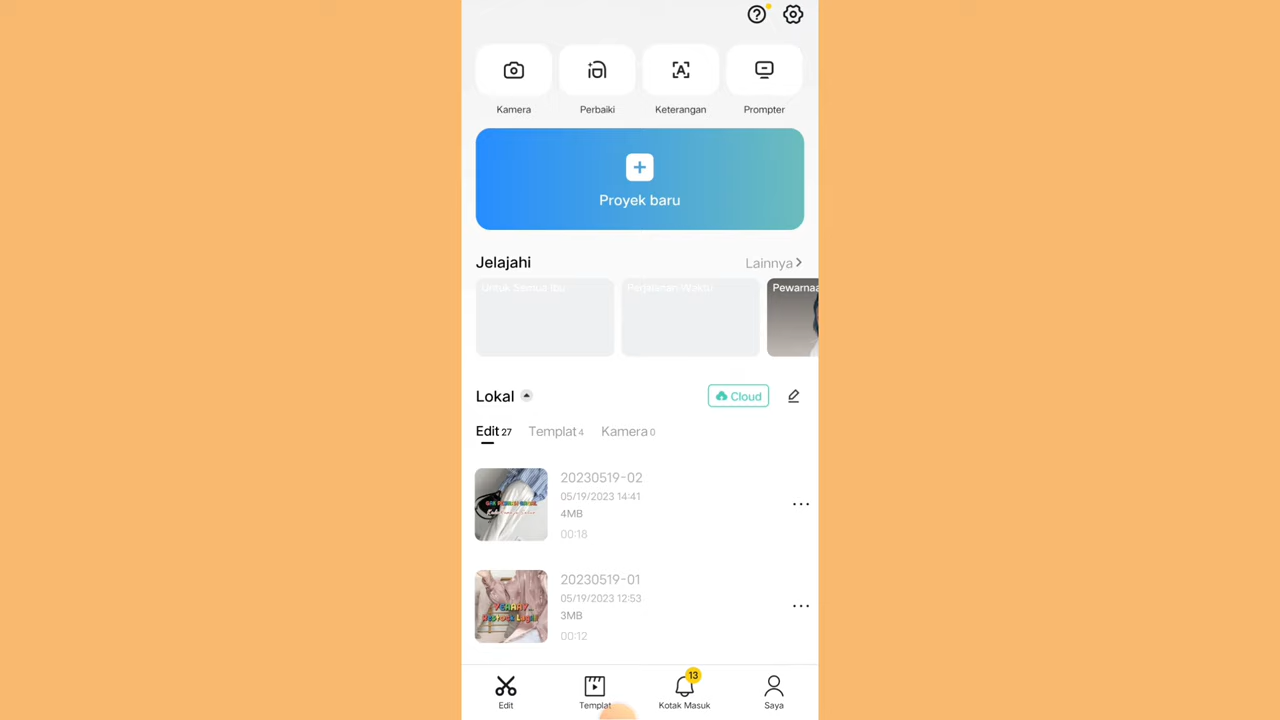 Kamera
Perbaiki
Keterangan
Prompter
Proyek baru
Jelajahi
Lainnya
Untuk Semua Ibu
Perjalanan Waktu
Pewarnaa
Lokal
Cloud
Edit 27
Templat 4
Kamera 0
20230519-02
05/19/2023 14:41
4MB
00:18
20230519-01
05/19/2023 12:53
3MB
00:12
13
Edit
Templat
Kotak Masuk
Saya